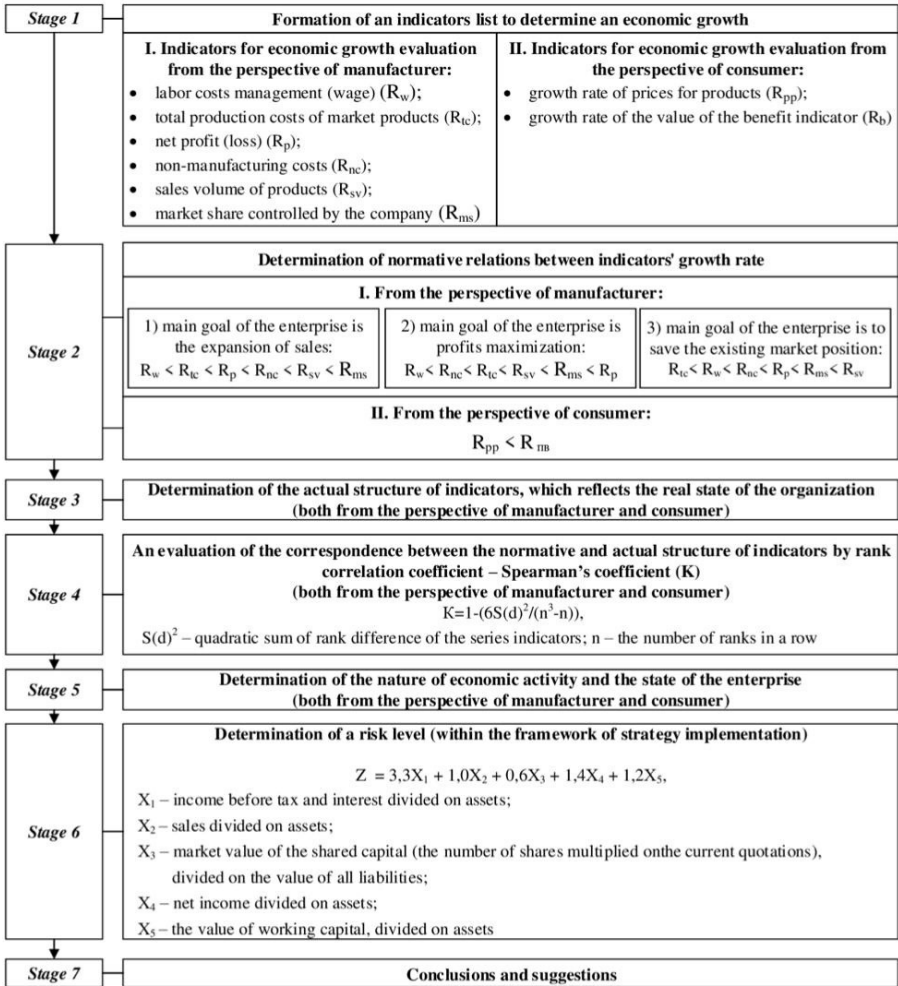 Stage 1
Formation of an indicators list to determine an economic growth
I. Indicators for economic growth evaluation
from the perspective of manufacturer:
• labor costs management (wage) (Rw);
• total production costs of market products (Rtc);
• net profit (loss) (Rp);
• non-manufacturing costs (Rnc);
• sales volume of products (Rsv);
• market share controlled by the company (Rms)
II. Indicators for economic growth evaluation from
the perspective of consumer:
• growth rate of prices for products (Rpp);
• growth rate of the value of the benefit indicator (Rb)
Stage 2
Determination of normative relations between indicators' growth rate
I. From the perspective of manufacturer:
1) main goal of the enterprise is
the expansion of sales:
Rw < Rtc < Rp < Rnc < Rsv < Rms
2) main goal of the enterprise is
profits maximization:
Rw < Rnc< Rtc< Rsv < Rms < Rp
3) main goal of the enterprise is to
save the existing market position:
Rtc< Rw< Rnc< Rp< Rms< Rsv
II. From the perspective of consumer:
Rpp < R пв
Stage 3
Determination of the actual structure of indicators, which reflects the real state of the organization
(both from the perspective of manufacturer and consumer)
Stage 4
An evaluation of the correspondence between the normative and actual structure of indicators by rank
correlation coefficient – Spearman’s coefficient (K)
(both from the perspective of manufacturer and consumer)
K=1-(6S(d)²/(n³-n)),
S(d)² – quadratic sum of rank difference of the series indicators; n – the number of ranks in a row
Stage 5
Determination of the nature of economic activity and the state of the enterprise
(both from the perspective of manufacturer and consumer)
Stage 6
Determination of a risk level (within the framework of strategy implementation)
Z = 3,3X₁ + 1,0X₂ + 0,6X₃ + 1,4X₄ + 1,2X₅,
X₁ – income before tax and interest divided on assets;
X₂ – sales divided on assets;
X₃ – market value of the shared capital (the number of shares multiplied onthe current quotations),
divided on the value of all liabilities;
X₄ – net income divided on assets;
X₅ – the value of working capital, divided on assets
Stage 7
Conclusions and suggestions